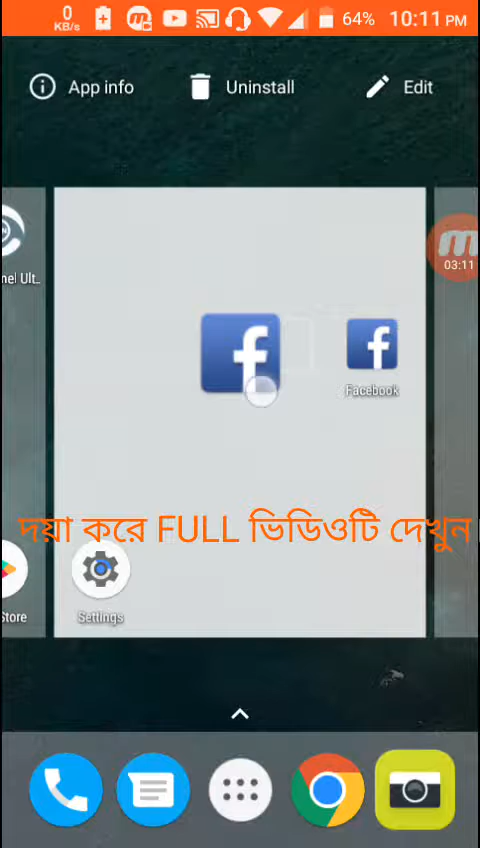 0
KB/s
64%
10:11 PM
App info
Uninstall
Edit
nel Ult..
03:11
Facebook
দয়া করে FULL ভিডিওটি দেখুন
Store
Settings